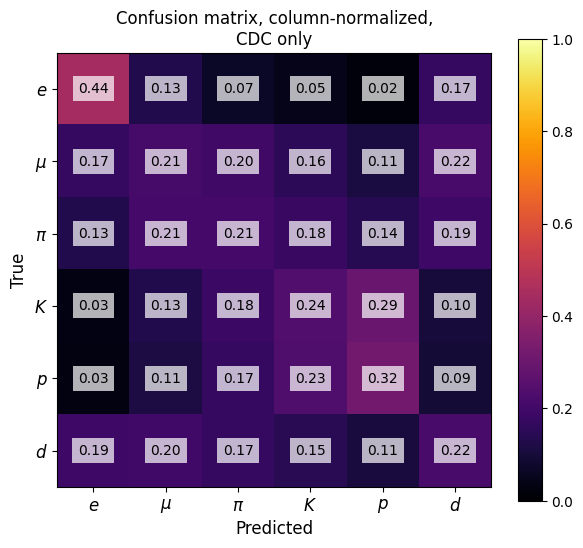 Confusion matrix, column-normalized,
CDC only
1.0
e 0.44 0.13 0.07 0.05 0.02 0.17
0.8
μ 0.17 0.21 0.20 0.16 0.11 0.22
π 0.13 0.21 0.21 0.18 0.14 0.19
0.6
True
K 0.03 0.13 0.18 0.24 0.29 0.10
0.4
p 0.03 0.11 0.17 0.23 0.32 0.09
0.2
d 0.19 0.20 0.17 0.15 0.11 0.22
0.0
e μ π K p d
Predicted